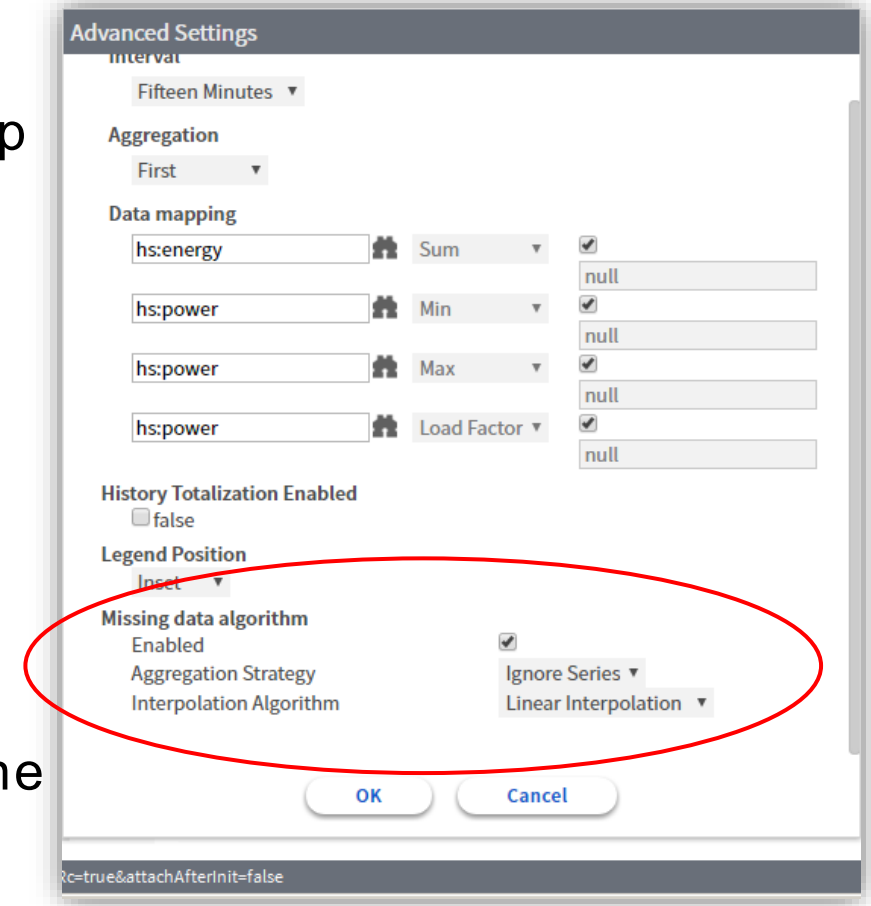 Advanced Settings
Interval
Fifteen Minutes
p
Aggregation
First
Data mapping
hs:energy Sum
null
hs:power Min
null
hs:power Max
null
hs:power Load Factor
null
History Totalization Enabled
false
Legend Position
Inset
Missing data algorithm
Enabled
Aggregation Strategy Ignore Series
Interpolation Algorithm Linear Interpolation
ne
OK Cancel
Rc=true&attachAfterInit=false